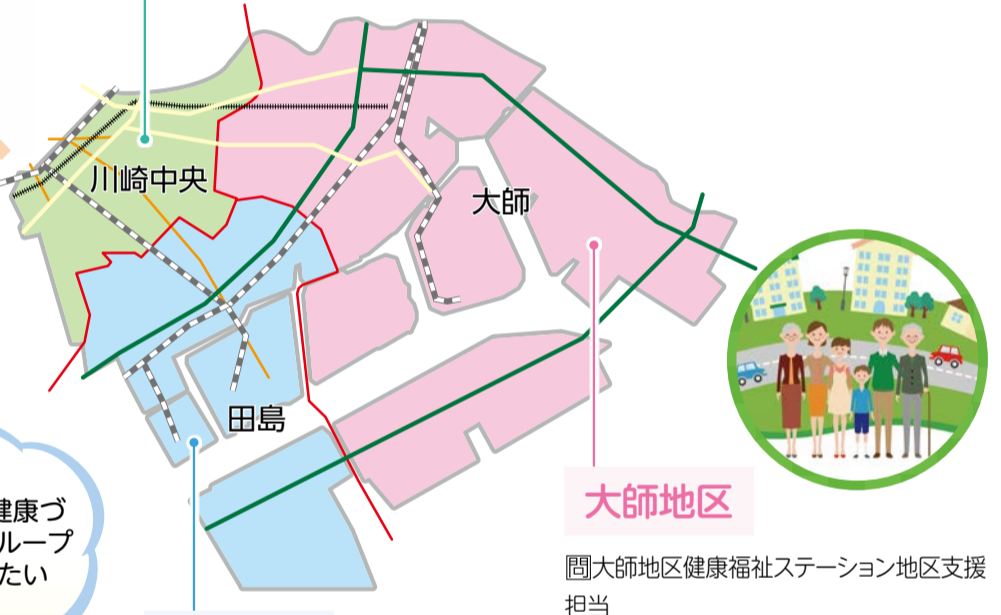 川崎中央
大師
田島
健康づ
ループ
たい
大師地区
問大師地区健康福祉ステーション地区支援
担当